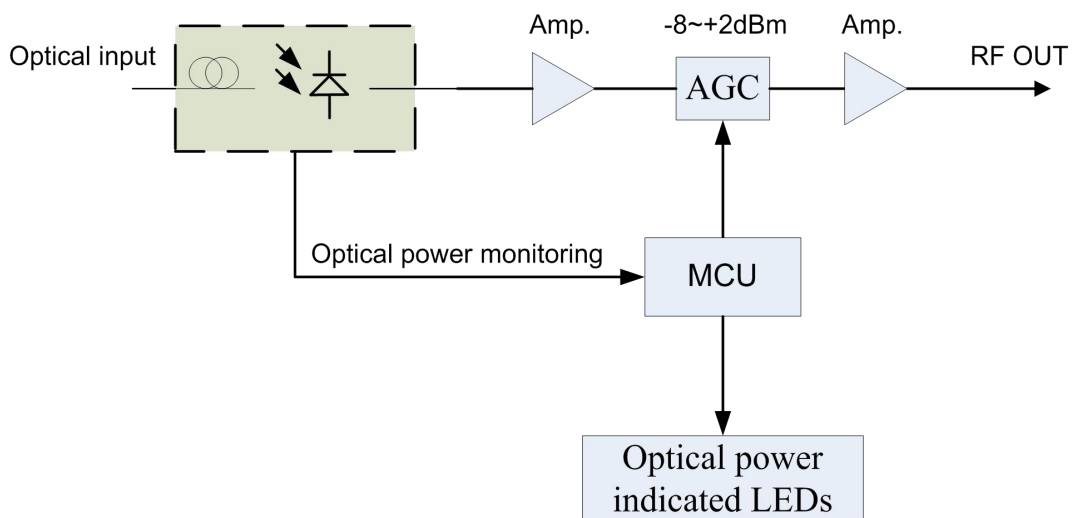 Optical input
Amp.
-8~+2dBm
Amp.
RF OUT
AGC
Optical power monitoring
MCU
Optical power
indicated LEDs